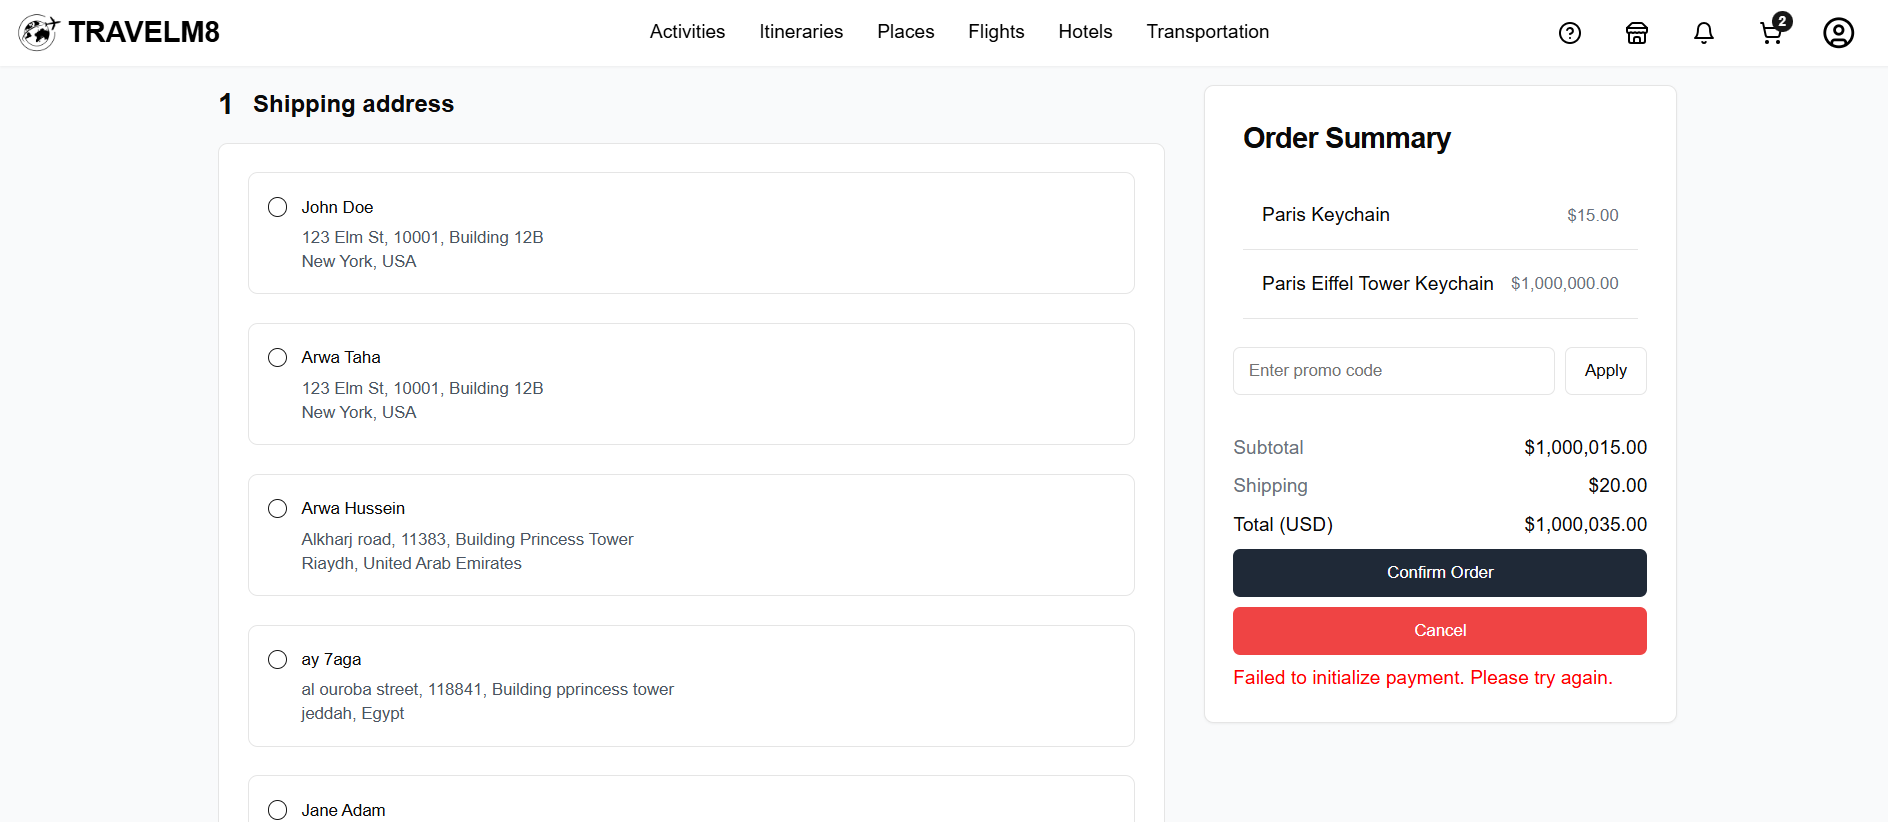 TRAVELM8
Activities Itineraries Places Flights Hotels Transportation
2
1 Shipping address
John Doe
123 Elm St, 10001, Building 12B
New York, USA
Arwa Taha
123 Elm St, 10001, Building 12B
New York, USA
Arwa Hussein
Alkharj road, 11383, Building Princess Tower
Riaydh, United Arab Emirates
ay 7aga
al ouroba street, 118841, Building pprincess tower
jeddah, Egypt
Jane Adam
Order Summary
Paris Keychain $15.00
Paris Eiffel Tower Keychain $1,000,000.00
Enter promo code Apply
Subtotal $1,000,015.00
Shipping $20.00
Total (USD) $1,000,035.00
Confirm Order
Cancel
Failed to initialize payment. Please try again.